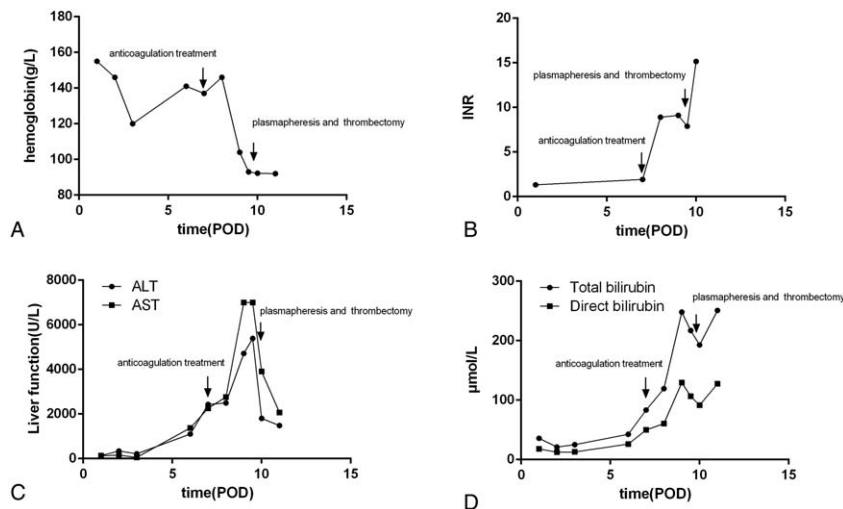 180
160
140
120
100
80
hemoglobin(g/L)
anticoagulation treatment
plasmapheresis and thrombectomy
0
5
10
15
time(POD)
A
20
15
10
5
0
INR
plasmapheresis and thrombectomy
anticoagulation treatment
0
5
10
15
time(POD)
B
8000
6000
4000
2000
0
Liver function(U/L)
ALT
AST
plasmapheresis and thrombectomy
anticoagulation treatment
0
5
10
15
time(POD)
C
300
200
100
0
μmol/L
Total bilirubin
Direct bilirubin
plasmapheresis and thrombectomy
anticoagulation treatment
0
5
10
15
time(POD)
D